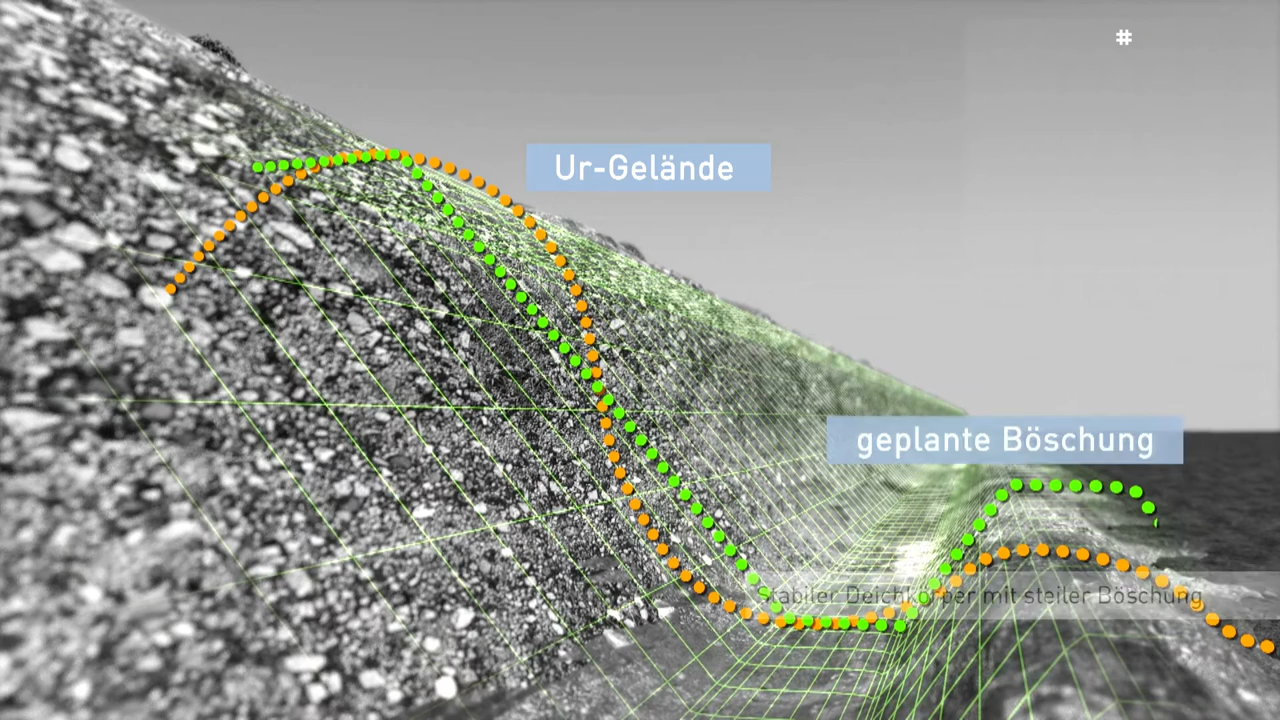 #
Ur-Gelände
geplante Böschung
Stabiler Deichkörper mit steiler Böschung